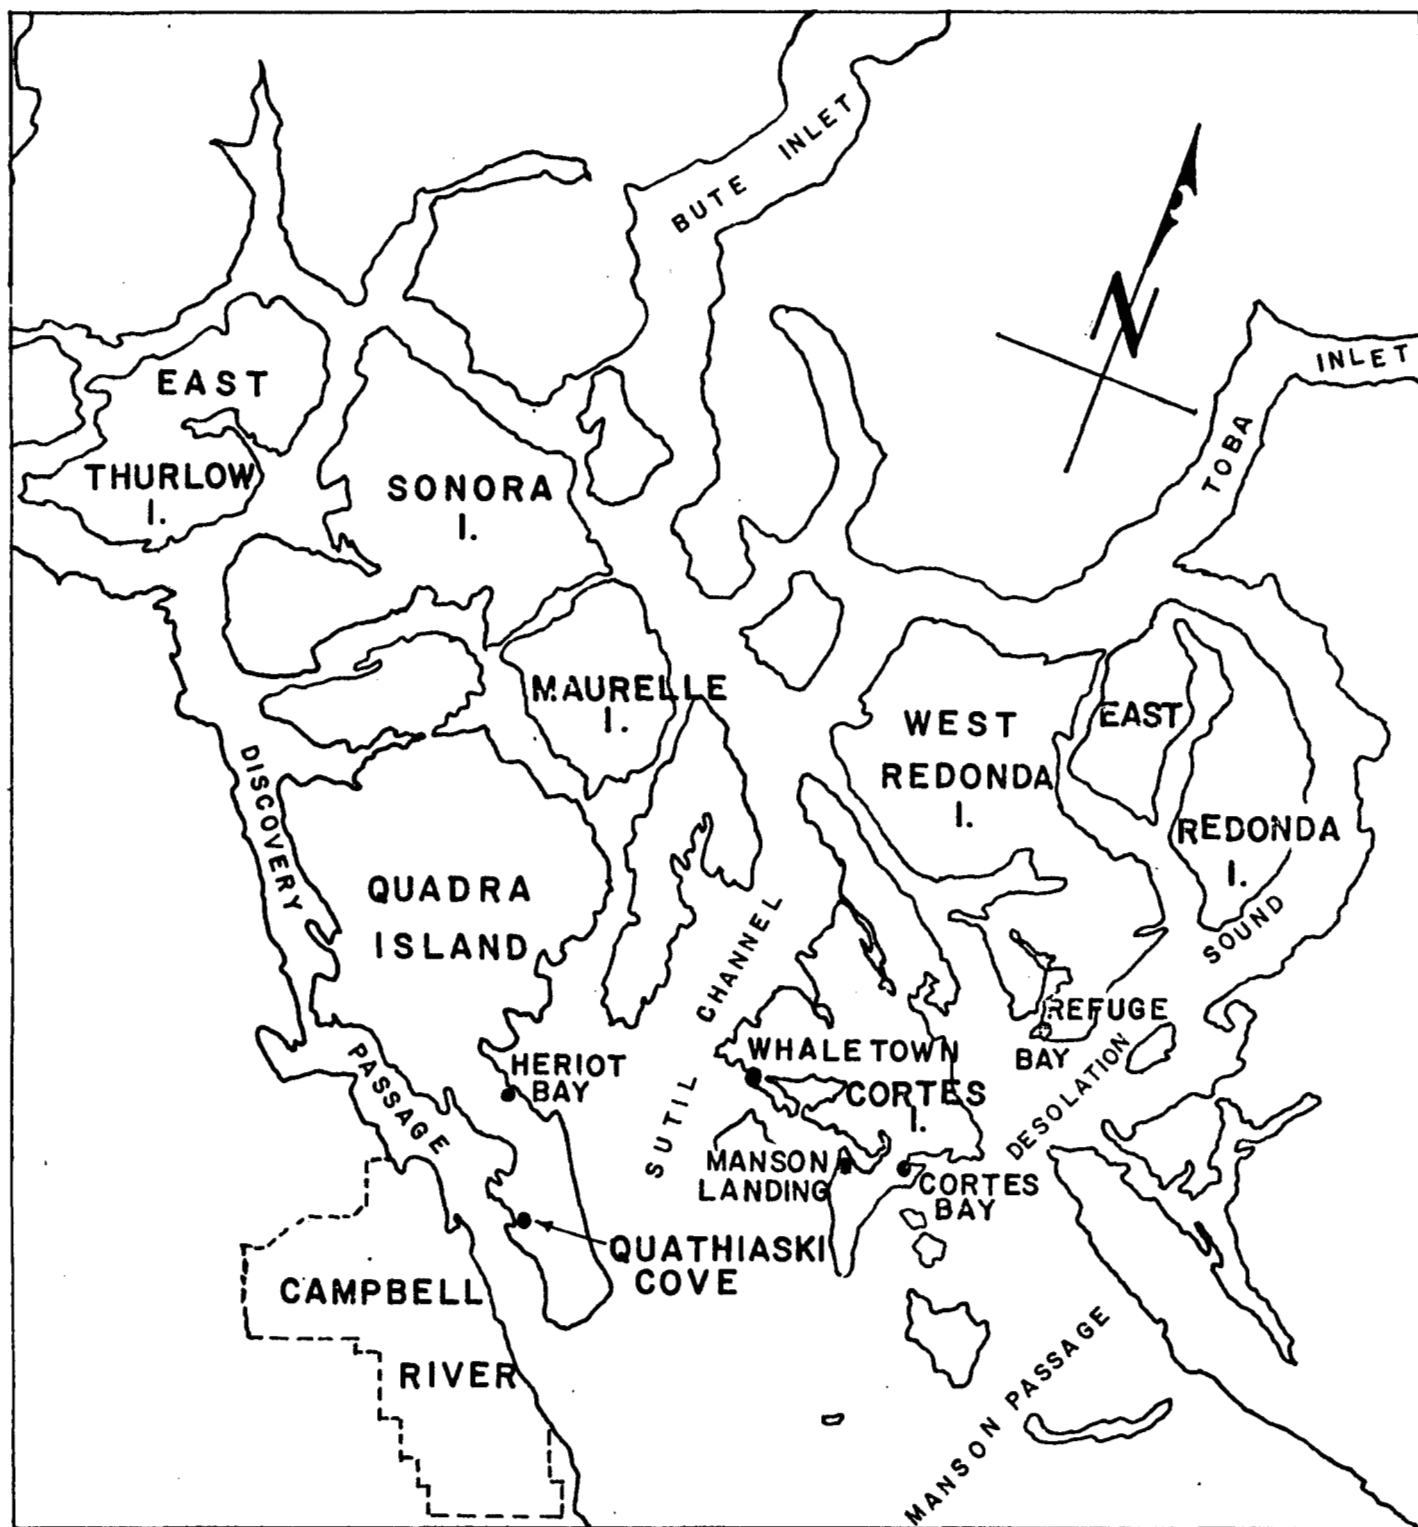 BUTE INLET
N
TOBA INLET
EAST
THURLOW
I.
SONORA
I.
MAURELLE
I.
WEST
REDONDA
I.
EAST
REDONDA
I.
DISCOVERY
PASSAGE
QUADRA
ISLAND
SUTIL CHANNEL
DESOLATION SOUND
REFUGE
BAY
HERIOT
BAY
WHALETOWN
CORTES
I.
MANSON
LANDING
CORTES
BAY
QUATHIASKI
COVE
CAMPBELL
RIVER
MANSON PASSAGE